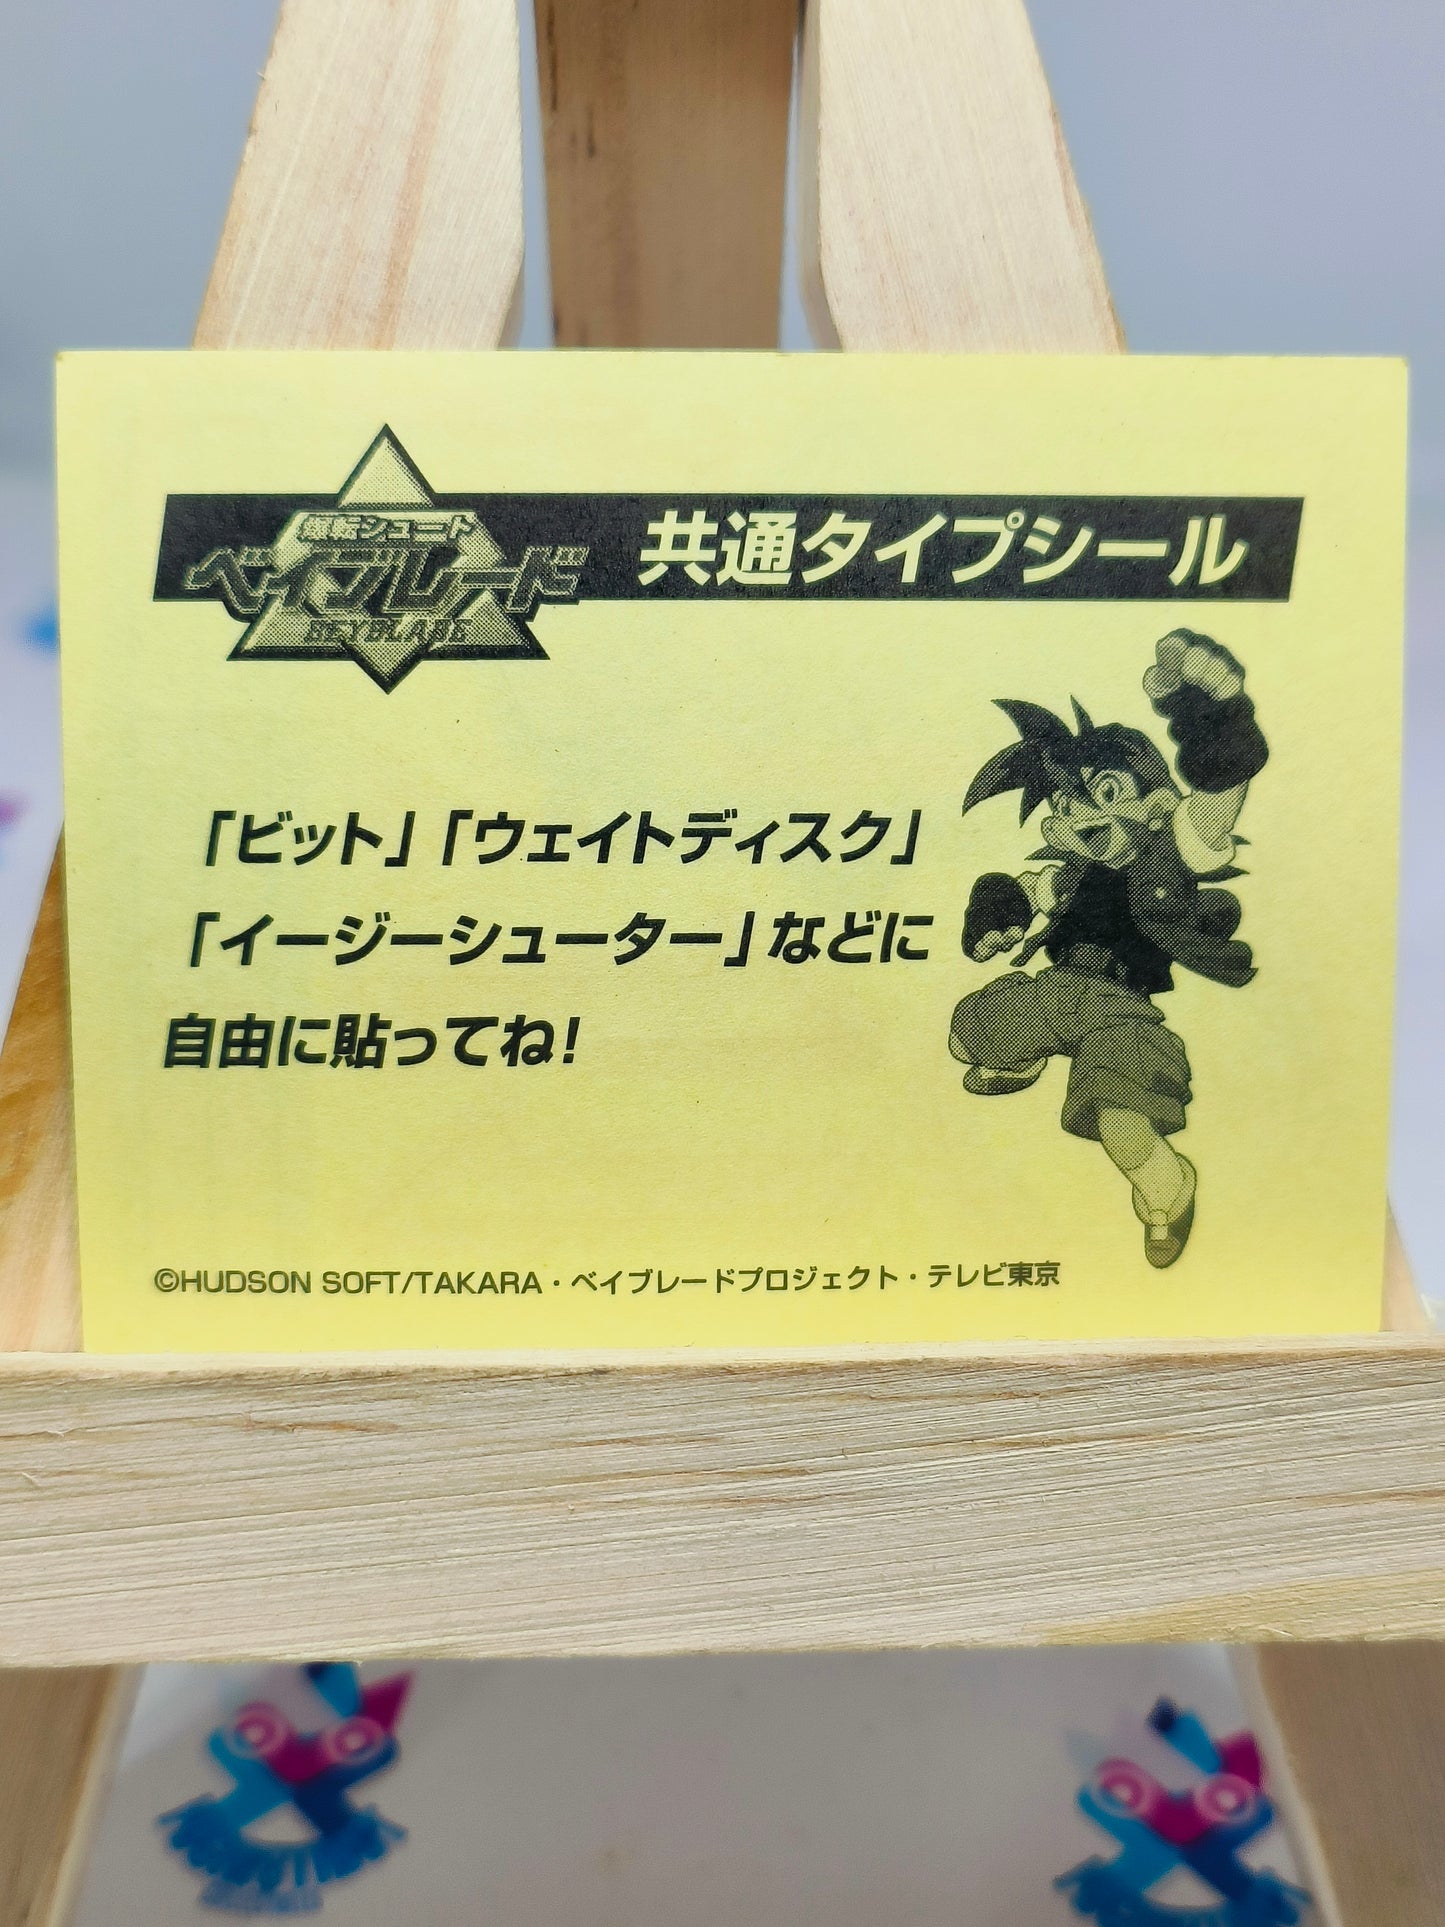 爆転シュート
ベイブレード
BEYBLADE
共通タイプシール
「ビット」「ウェイトディスク」
「イージーシューター」などに
自由に貼ってね!
©HUDSON SOFT/TAKARA・ベイブレードプロジェクト・テレビ東京